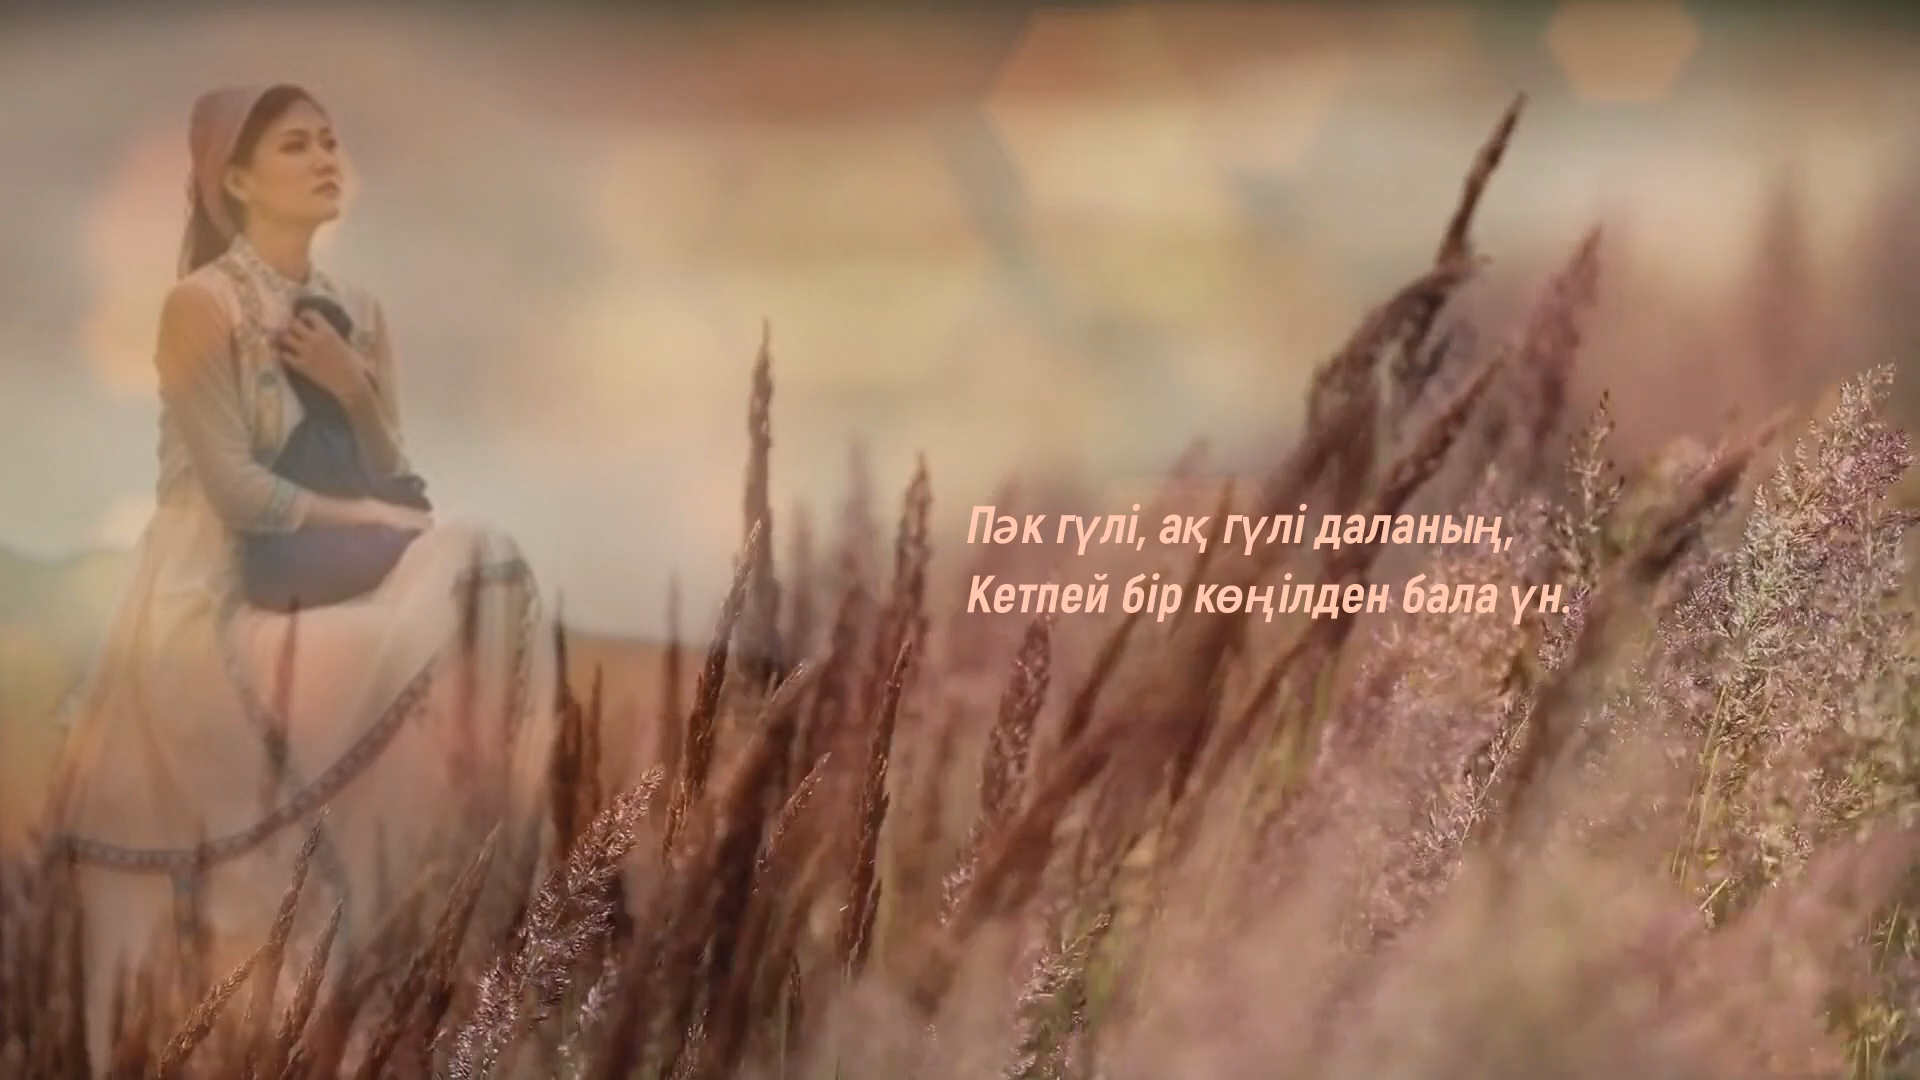 Пәк гүлі, ақ гүлі даланың,
Кетпей бір көңілден бала үн.